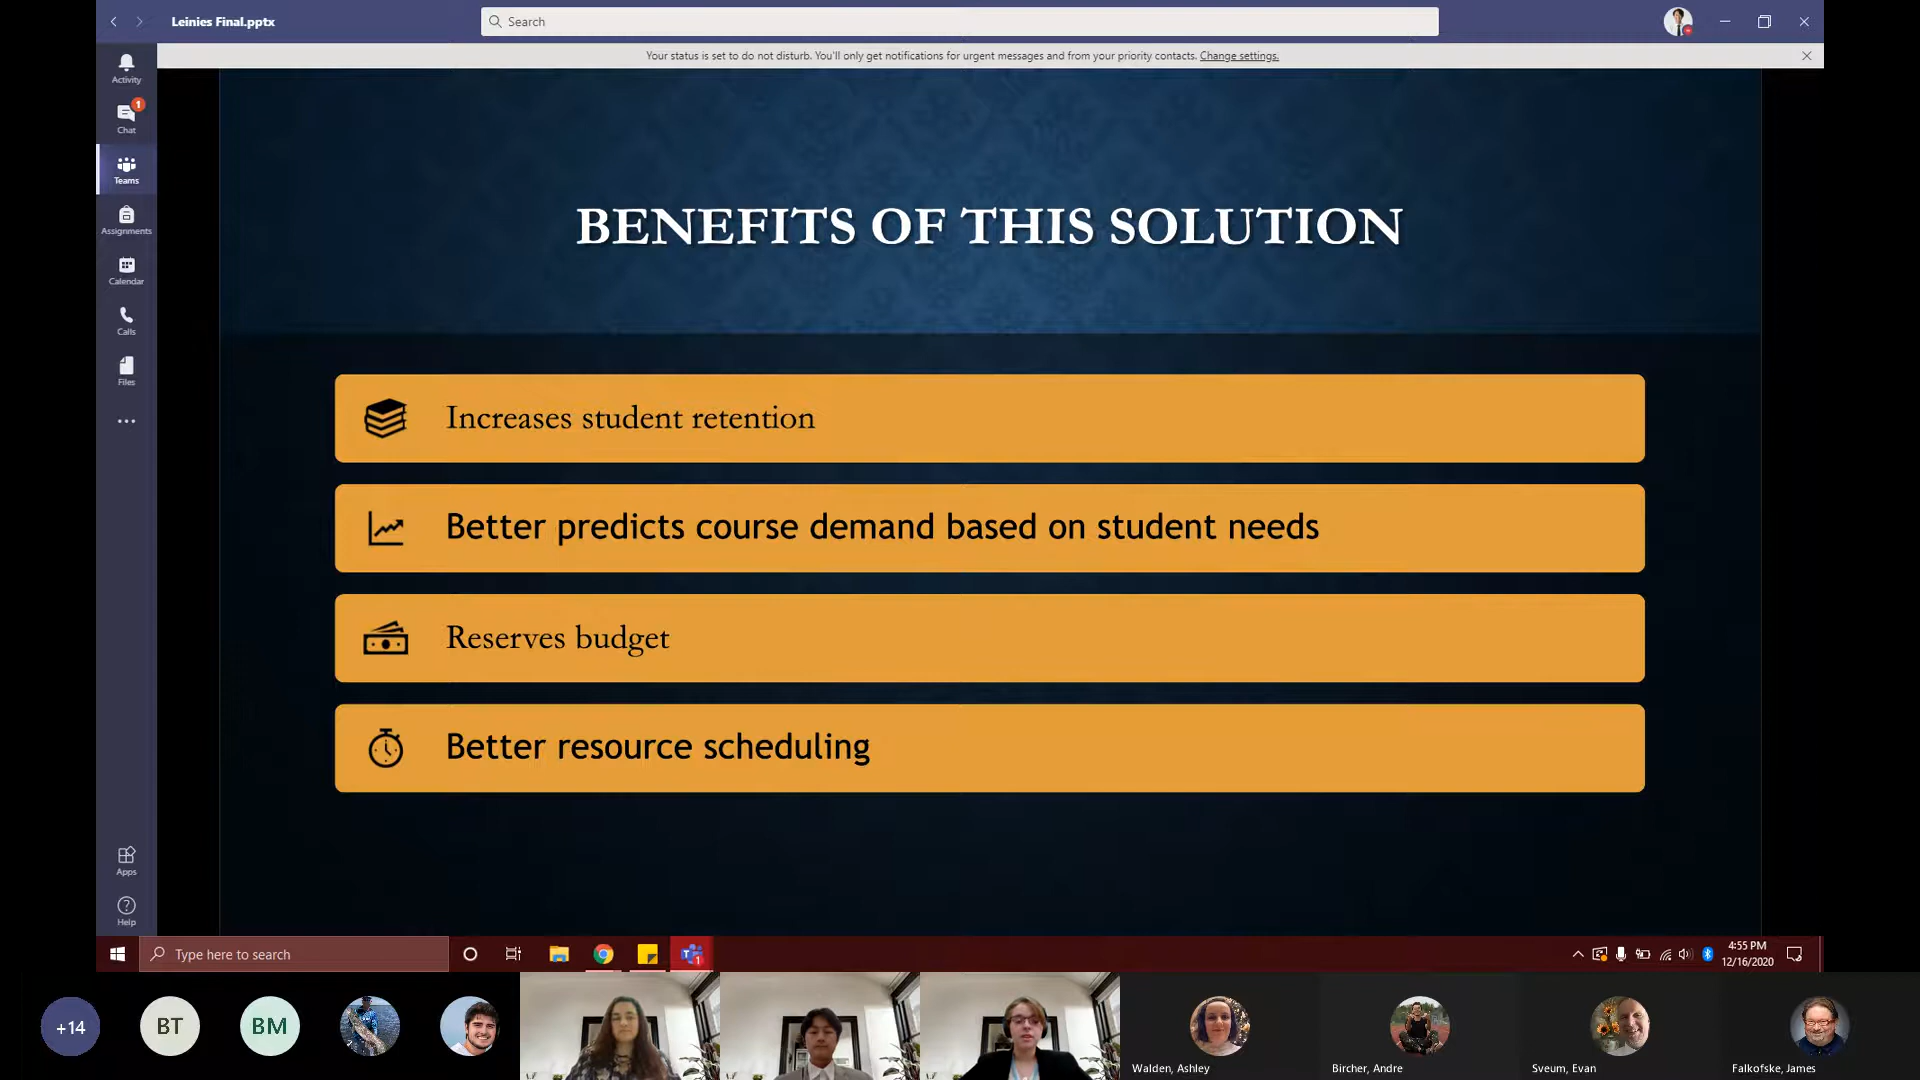 Leinies Final.pptx
Search
Your status is set to do not disturb. You'll only get notifications for urgent messages and from your priority contacts. Change settings.
Activity
1
Chat
Teams
Assignments
Calendar
Calls
Files
Apps
Help
BENEFITS OF THIS SOLUTION
Increases student retention
Better predicts course demand based on student needs
Reserves budget
Better resource scheduling
Type here to search
1
4:55 PM
12/16/2020
+14
BT
BM
Walden, Ashley
Bircher, Andre
Sveum, Evan
Falkofske, James